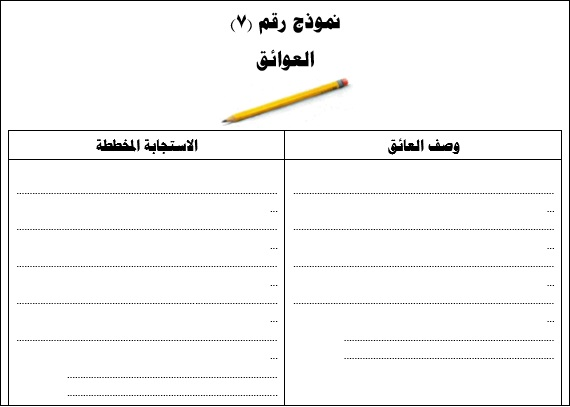 نموذج رقم (٧)
العوائق
وصف العائق
الاستجابة المخططة